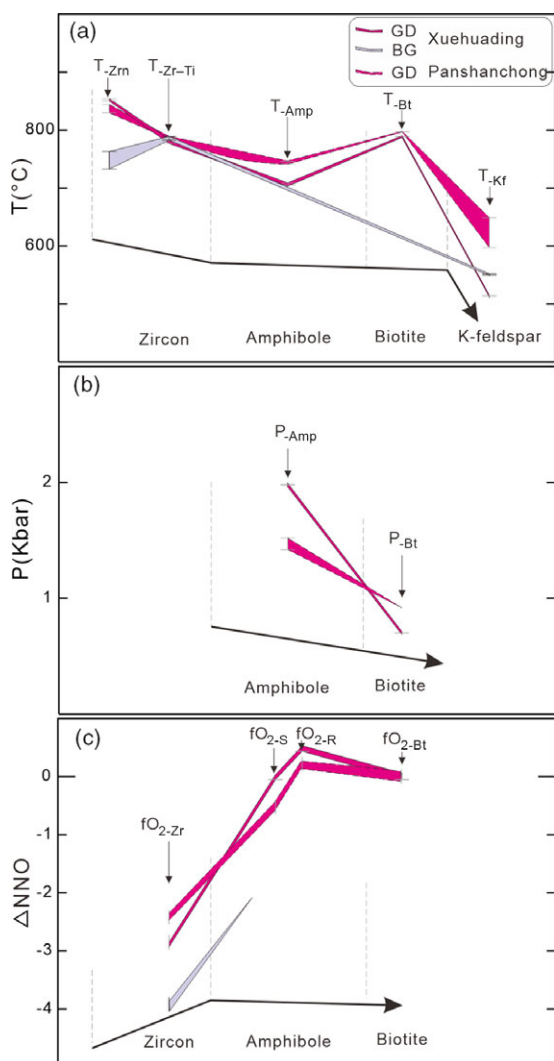 (a)
GD Xuehuading
BG
GD Panshanchong
T-Zrn
T-Zr–Ti
T-Amp
T-Bt
T-Kf
800
600
T(°C)
Zircon Amphibole Biotite K-feldspar
(b)
P-Amp
P-Bt
2
1
P(Kbar)
Amphibole Biotite
(c)
fO2-S fO2-R fO2-Bt
fO2-Zr
0
-1
-2
-3
-4
△NNO
Zircon Amphibole Biotite